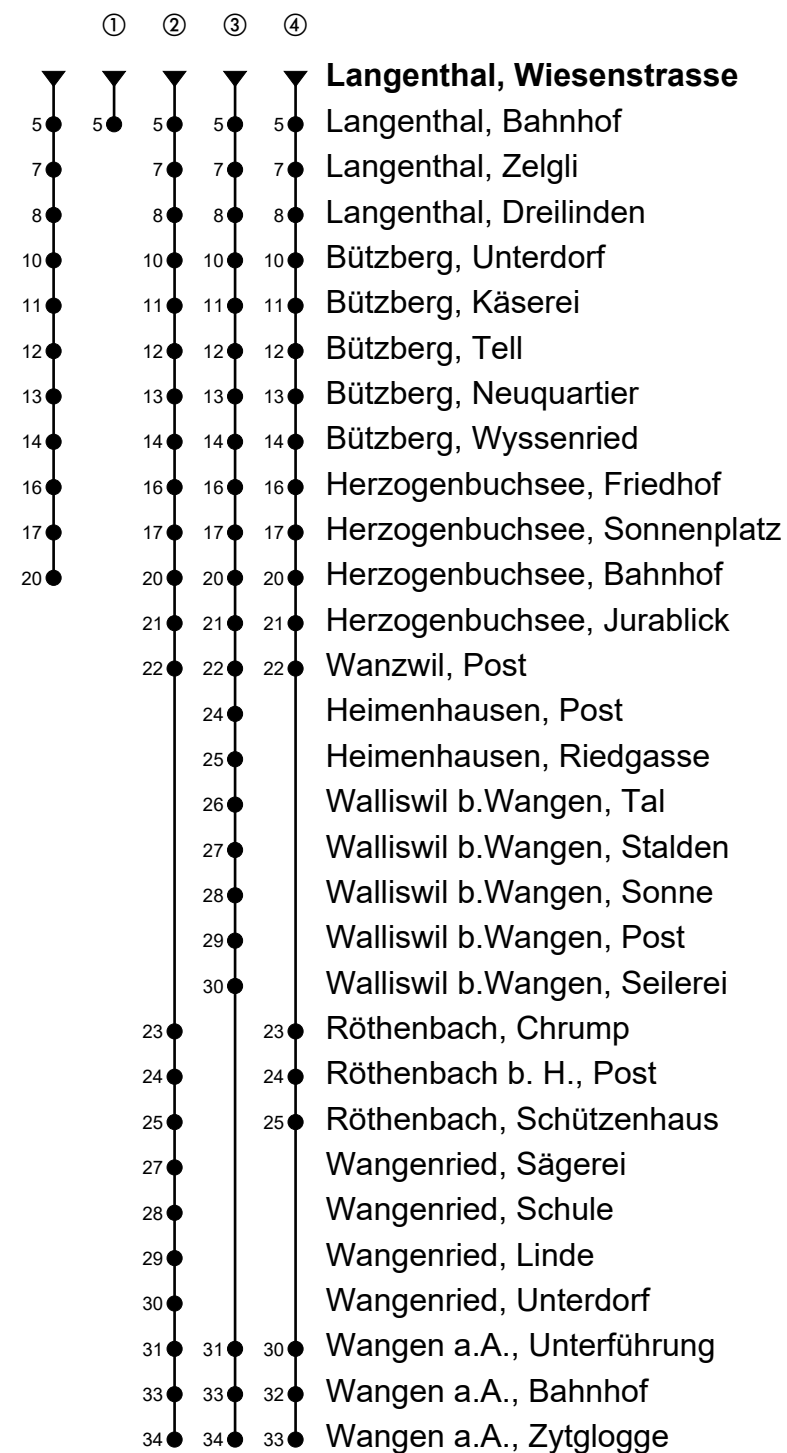 ① ② ③ ④
Langenthal, Wiesenstrasse
5 5 5 5 5 Langenthal, Bahnhof
7 7 7 7 Langenthal, Zelgli
8 8 8 8 Langenthal, Dreilinden
10 10 10 10 Bützberg, Unterdorf
11 11 11 11 Bützberg, Käserei
12 12 12 12 Bützberg, Tell
13 13 13 13 Bützberg, Neuquartier
14 14 14 14 Bützberg, Wyssenried
16 16 16 16 Herzogenbuchsee, Friedhof
17 17 17 17 Herzogenbuchsee, Sonnenplatz
20 20 20 20 Herzogenbuchsee, Bahnhof
21 21 21 Herzogenbuchsee, Jurablick
22 22 22 Wanzwil, Post
24 Heimenhausen, Post
25 Heimenhausen, Riedgasse
26 Walliswil b.Wangen, Tal
27 Walliswil b.Wangen, Stalden
28 Walliswil b.Wangen, Sonne
29 Walliswil b.Wangen, Post
30 Walliswil b.Wangen, Seilerei
23 23 Röthenbach, Chrump
24 24 Röthenbach b. H., Post
25 25 Röthenbach, Schützenhaus
27 Wangenried, Sägerei
28 Wangenried, Schule
29 Wangenried, Linde
30 Wangenried, Unterdorf
31 31 30 Wangen a.A., Unterführung
33 33 32 Wangen a.A., Bahnhof
34 34 33 Wangen a.A., Zytglogge